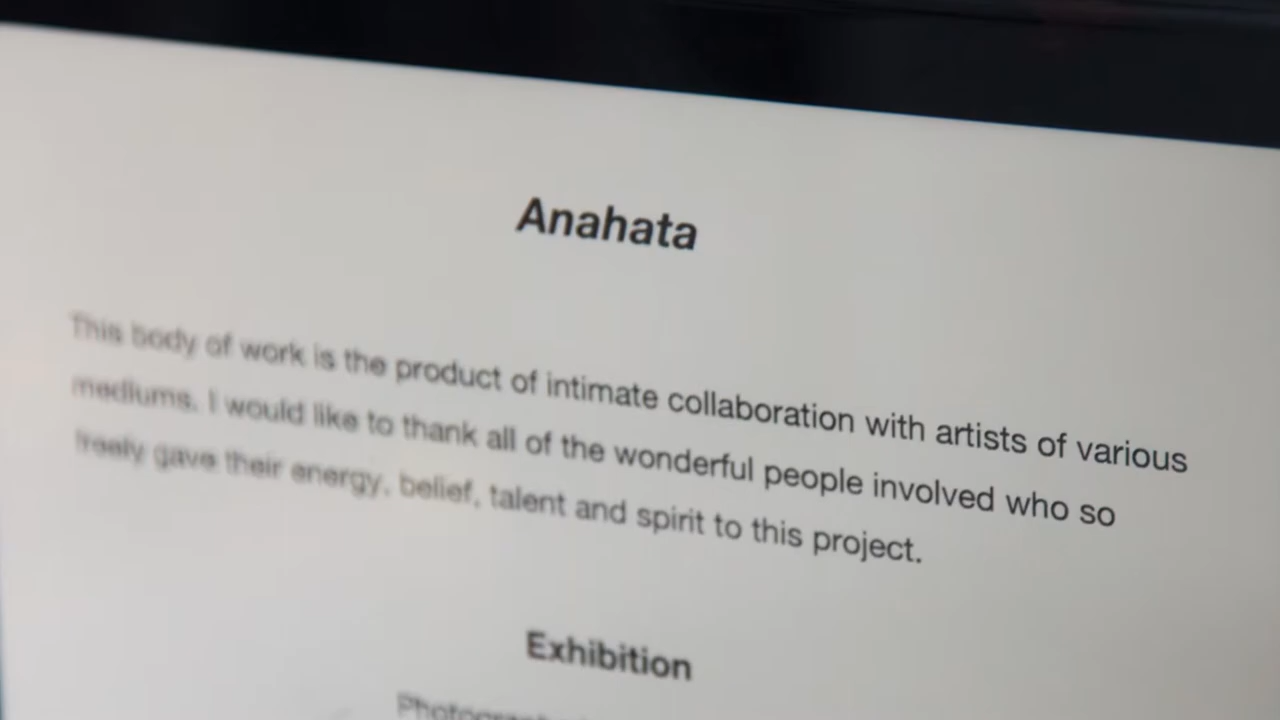 Anahata
This body of work is the product of intimate collaboration with artists of various
mediums. I would like to thank all of the wonderful people involved who so
freely gave their energy, belief, talent and spirit to this project.
Exhibition